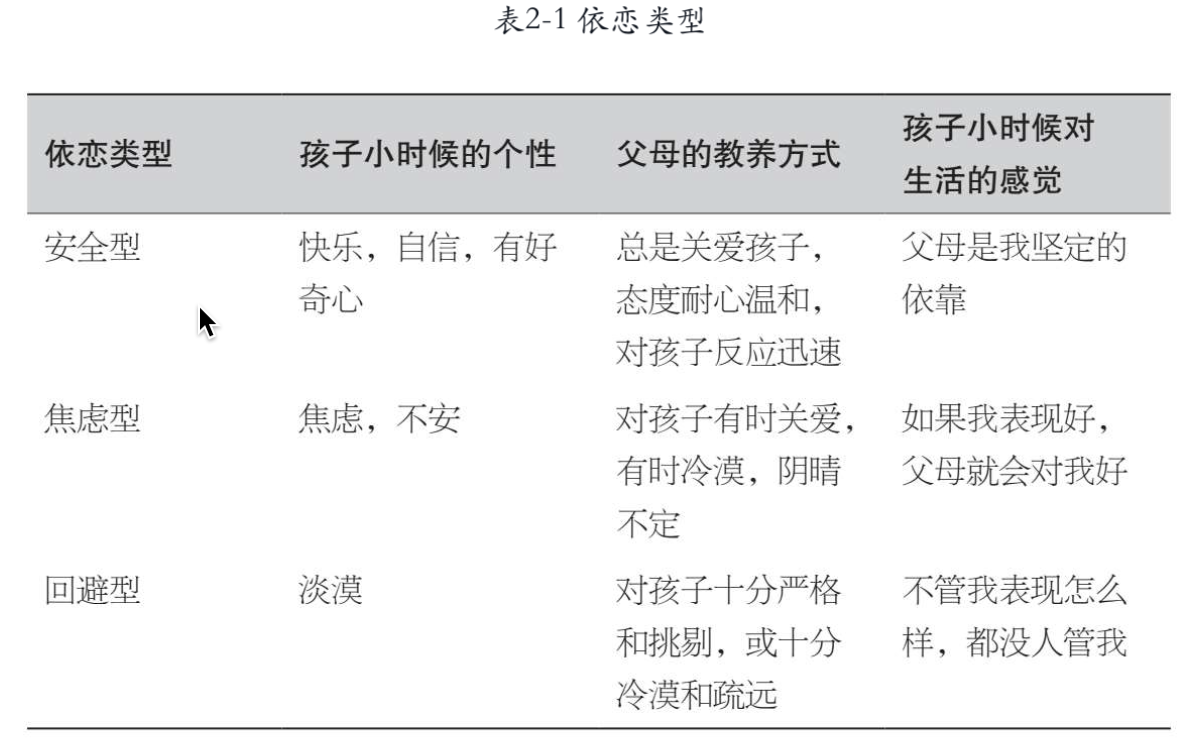 表2-1 依恋类型
依恋类型 孩子小时候的个性 父母的教养方式 孩子小时候对
生活的感觉
安全型 快乐，自信，有好 总是关爱孩子， 父母是我坚定的
奇心 态度耐心温和， 依靠
对孩子反应迅速
焦虑型 焦虑，不安 对孩子有时关爱， 如果我表现好，
有时冷漠，阴晴 父母就会对我好
不定
回避型 淡漠 对孩子十分严格 不管我表现怎么
和挑剔，或十分 样，都没人管我
冷漠和疏远